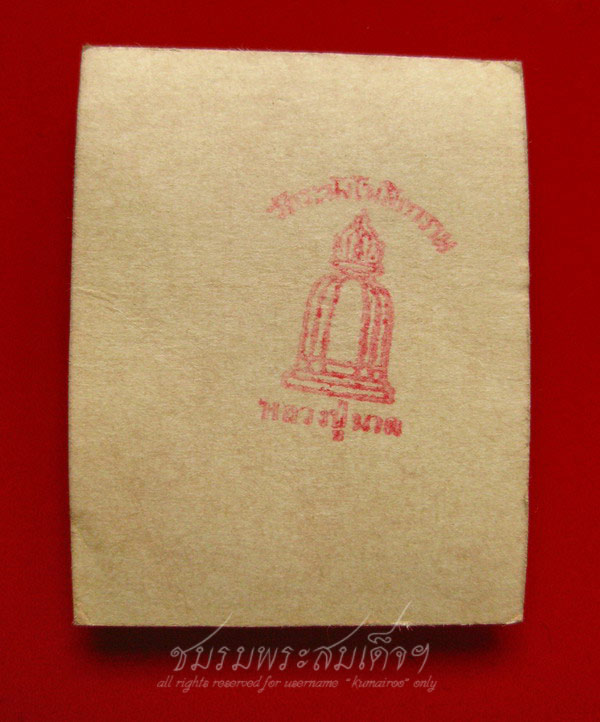 วัดระฆังโฆสิตาราม
หลวงปู่นาค
ชมรมพระสมเด็จฯ
all rights reserved for username "kumairos" only